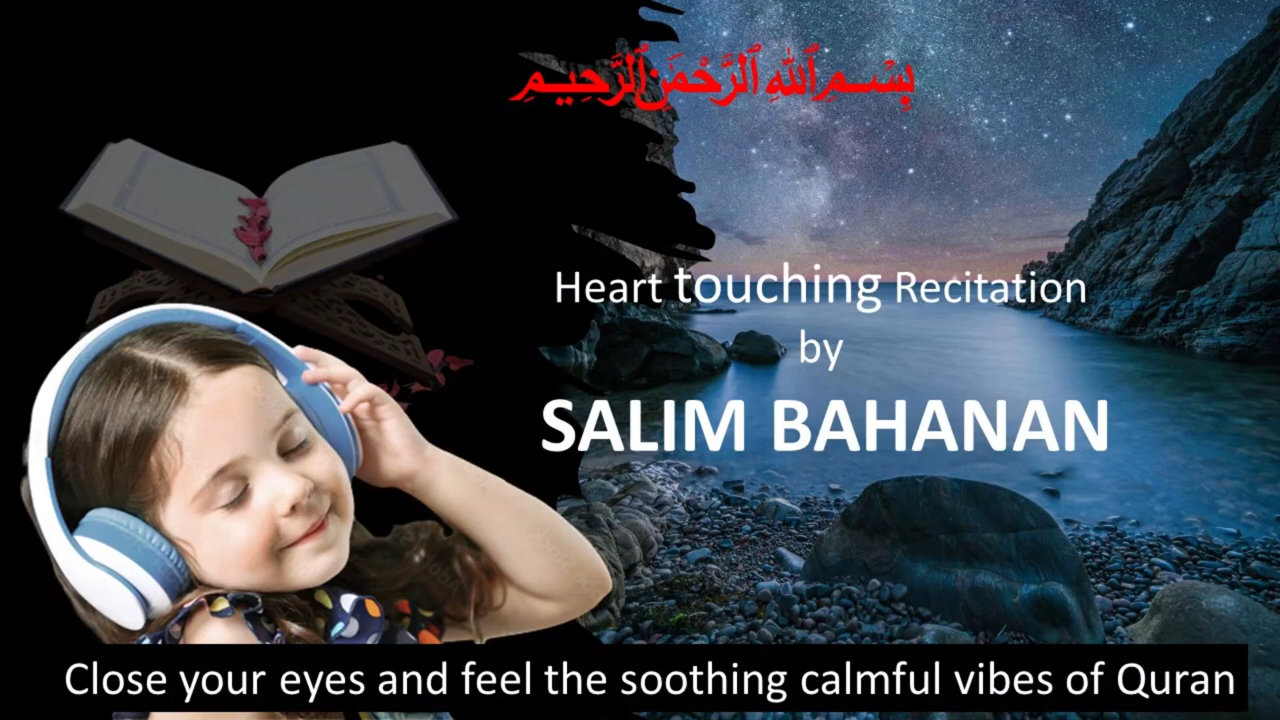 بِسْمِ ٱللَّهِ ٱلرَّحْمَٰنِ ٱلرَّحِيمِ
Heart touching Recitation
by
SALIM BAHANAN
Close your eyes and feel the soothing calmful vibes of Quran